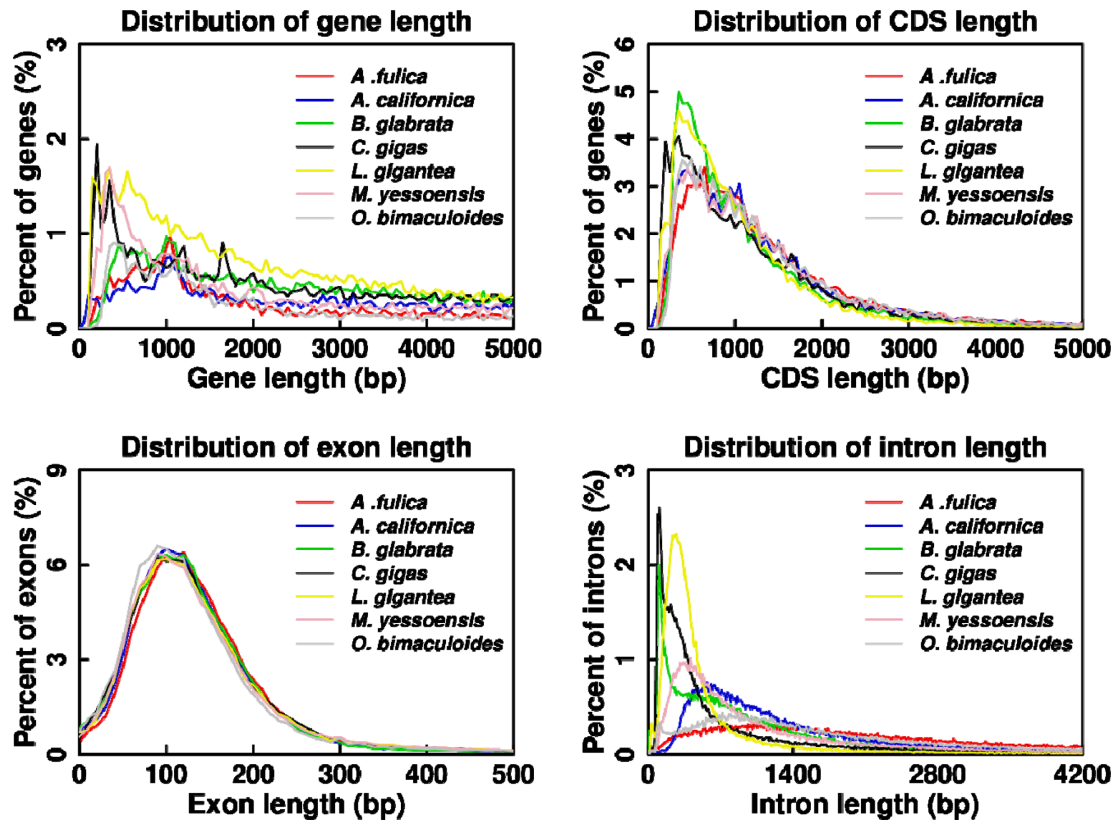 Distribution of gene length
Percent of genes (%)
3
2
1
0
A .fulica
A. californica
B. glabrata
C. gigas
L. gigantea
M. yessoensis
O. bimaculoides
0 1000 2000 3000 4000 5000
Gene length (bp)
Distribution of CDS length
Percent of genes (%)
6
5
4
3
2
1
0
A .fulica
A. californica
B. glabrata
C. gigas
L. gigantea
M. yessoensis
O. bimaculoides
0 1000 2000 3000 4000 5000
CDS length (bp)
Distribution of exon length
Percent of exons (%)
9
6
3
0
A .fulica
A. californica
B. glabrata
C. gigas
L. gigantea
M. yessoensis
O. bimaculoides
0 100 200 300 400 500
Exon length (bp)
Distribution of intron length
Percent of introns (%)
3
2
1
0
A .fulica
A. californica
B. glabrata
C. gigas
L. gigantea
M. yessoensis
O. bimaculoides
0 1400 2800 4200
Intron length (bp)